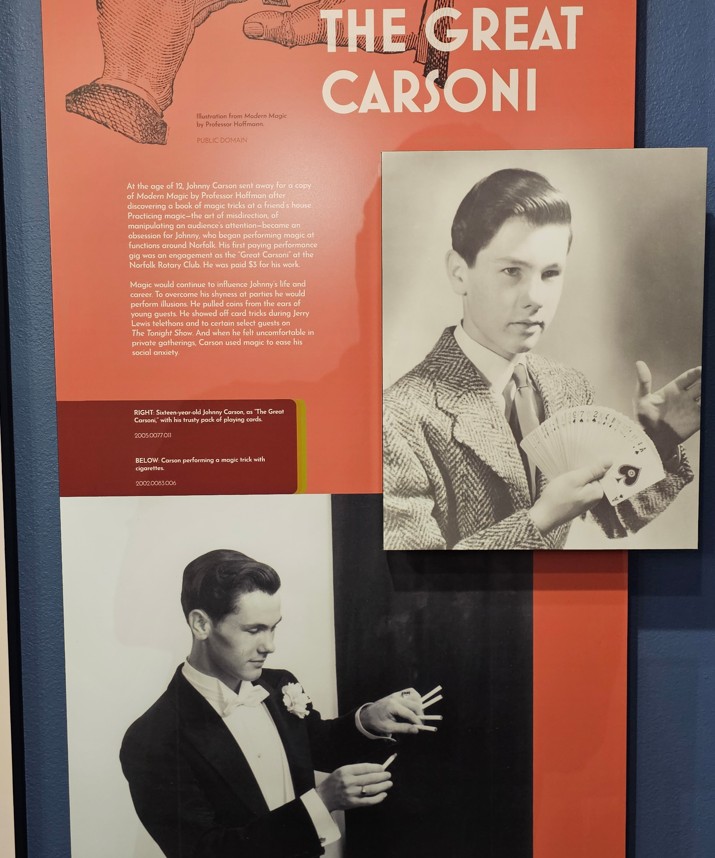 THE GREAT
CARSONI
Illustration from Modern Magic
by Professor Hoffmann.
PUBLIC DOMAIN
At the age of 12, Johnny Carson sent away for a copy
of Modern Magic by Professor Hoffman after
discovering a book of magic tricks at a friend's house.
Practicing magic—the art of misdirection, of
manipulating an audience's attention—became an
obsession for Johnny, who began performing magic at
functions around Norfolk. His first paying performance
gig was an engagement as the "Great Carsoni" at the
Norfolk Rotary Club. He was paid $3 for his work.
Magic would continue to influence Johnny's life and
career. To overcome his shyness at parties he would
perform illusions. He pulled coins from the ears of
young guests. He showed off card tricks during Jerry
Lewis telethons and to certain select guests on
The Tonight Show. And when he felt uncomfortable in
private gatherings, Carson used magic to ease his
social anxiety.
RIGHT: Sixteen-year-old Johnny Carson, as "The Great
Carsoni," with his trusty pack of playing cards.
2005.0077.011
BELOW: Carson performing a magic trick with
cigarettes.
2002.0083.006